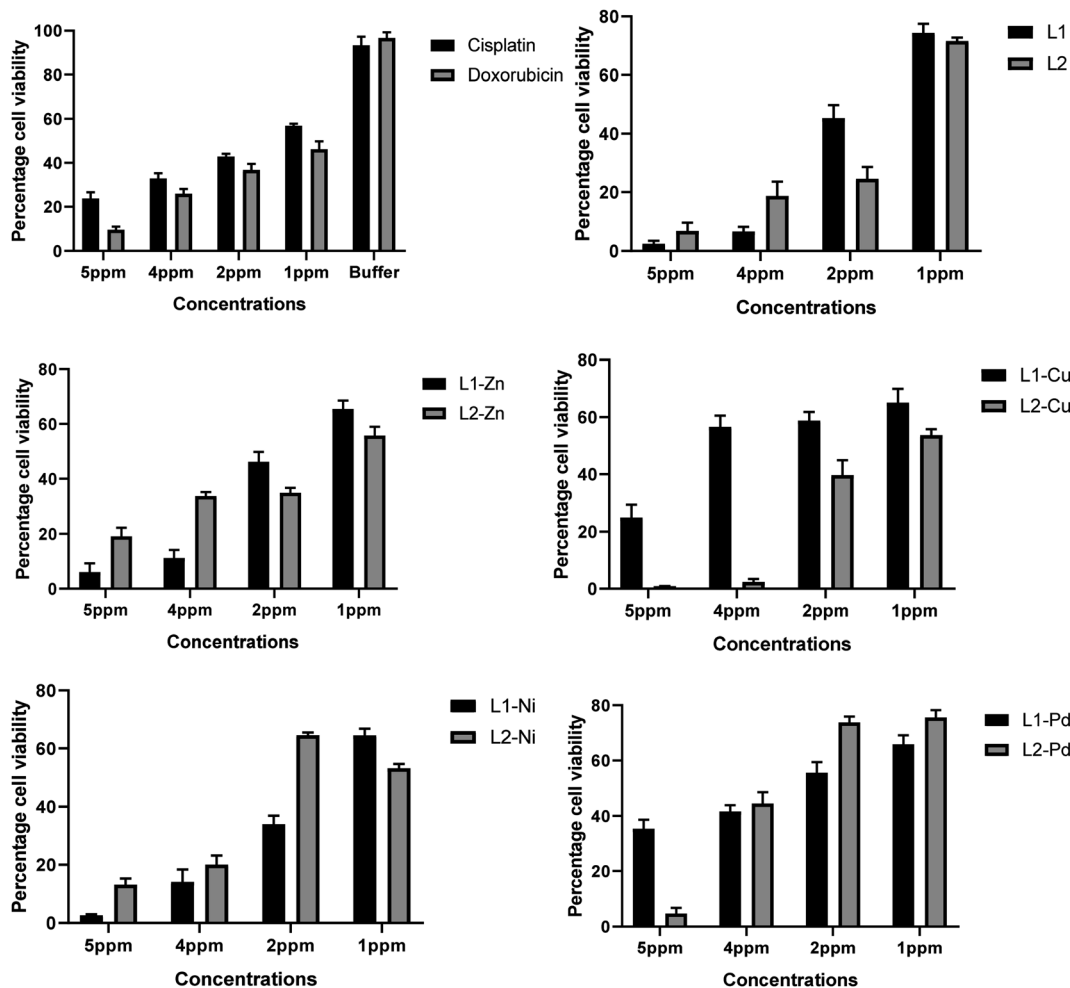 Percentage cell viability
100
80
60
40
20
0
5ppm 4ppm 2ppm 1ppm Buffer
Concentrations
Cisplatin
Doxorubicin
Percentage cell viability
80
60
40
20
0
5ppm 4ppm 2ppm 1ppm
Concentrations
L1
L2
Percentage cell viability
80
60
40
20
0
5ppm 4ppm 2ppm 1ppm
Concentrations
L1-Zn
L2-Zn
Percentage cell viability
80
60
40
20
0
5ppm 4ppm 2ppm 1ppm
Concentrations
L1-Cu
L2-Cu
Percentage cell viability
80
60
40
20
0
5ppm 4ppm 2ppm 1ppm
Concentrations
L1-Ni
L2-Ni
Percentage cell viability
80
60
40
20
0
5ppm 4ppm 2ppm 1ppm
Concentrations
L1-Pd
L2-Pd